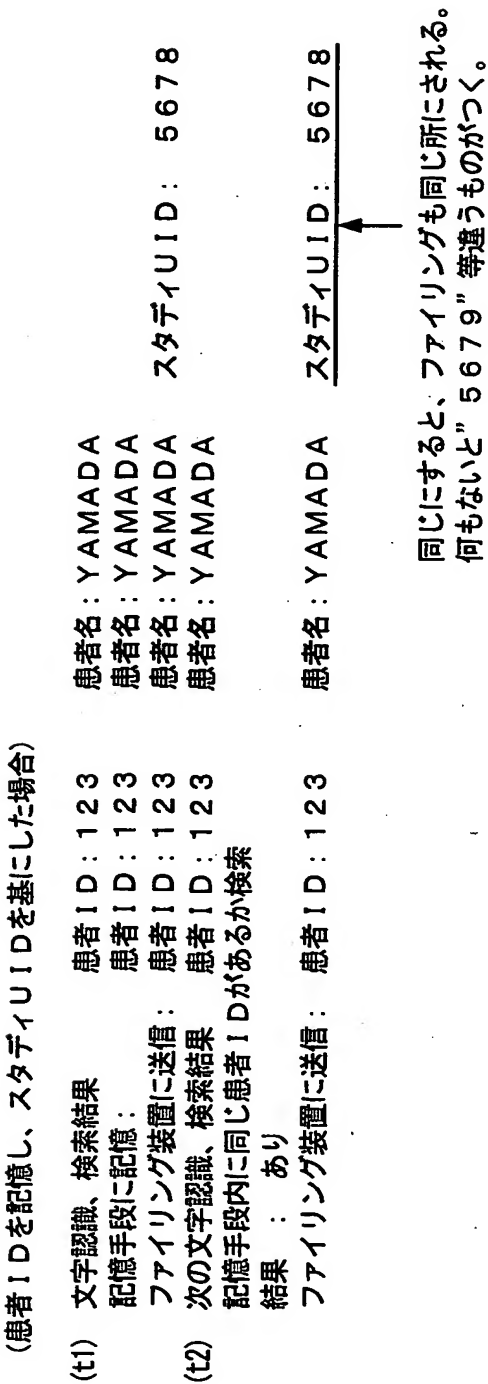 (患者IDを記憶し、スタディUIDを基にした場合)
(t1) 文字認識、検索結果 患者ID:123 患者名:YAMADA
記憶手段に記憶: 患者ID:123 患者名:YAMADA
ファイリング装置に送信: 患者ID:123 患者名:YAMADA スタディUID: 5678
(t2) 次の文字認識、検索結果 患者ID:123 患者名:YAMADA
記憶手段内に同じ患者IDがあるか検索
結果 : あり
ファイリング装置に送信: 患者ID:123 患者名:YAMADA スタディUID: 5678
同じにすると、ファイリングも同じ所にされる。
何もないと"5679"等違うものがつく。